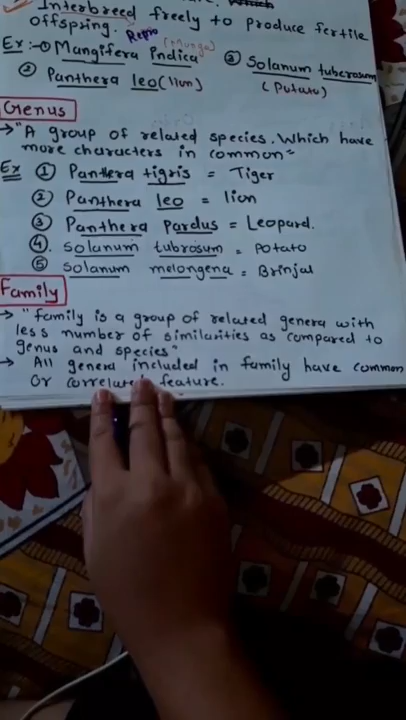 Interbreed freely to produce fertile
offspring. Repro
Ex:-① Mangifera Indica (Mango) ③ Solanum tuberosum
② Panthera leo (lion) (Potato)
Genus
→ "A group of related species. Which have
more characters in common"
Ex ① Panthera tigris = Tiger
② Panthera leo = lion
③ Panthera pardus = Leopard.
④. Solanum tubrosum = Potato
⑤ Solanum melongena = Brinjal
Family
→ "family is a group of related genera with
less number of similarities as compared to
genus and species"
→ All genera included in family have common
Or correlated feature.